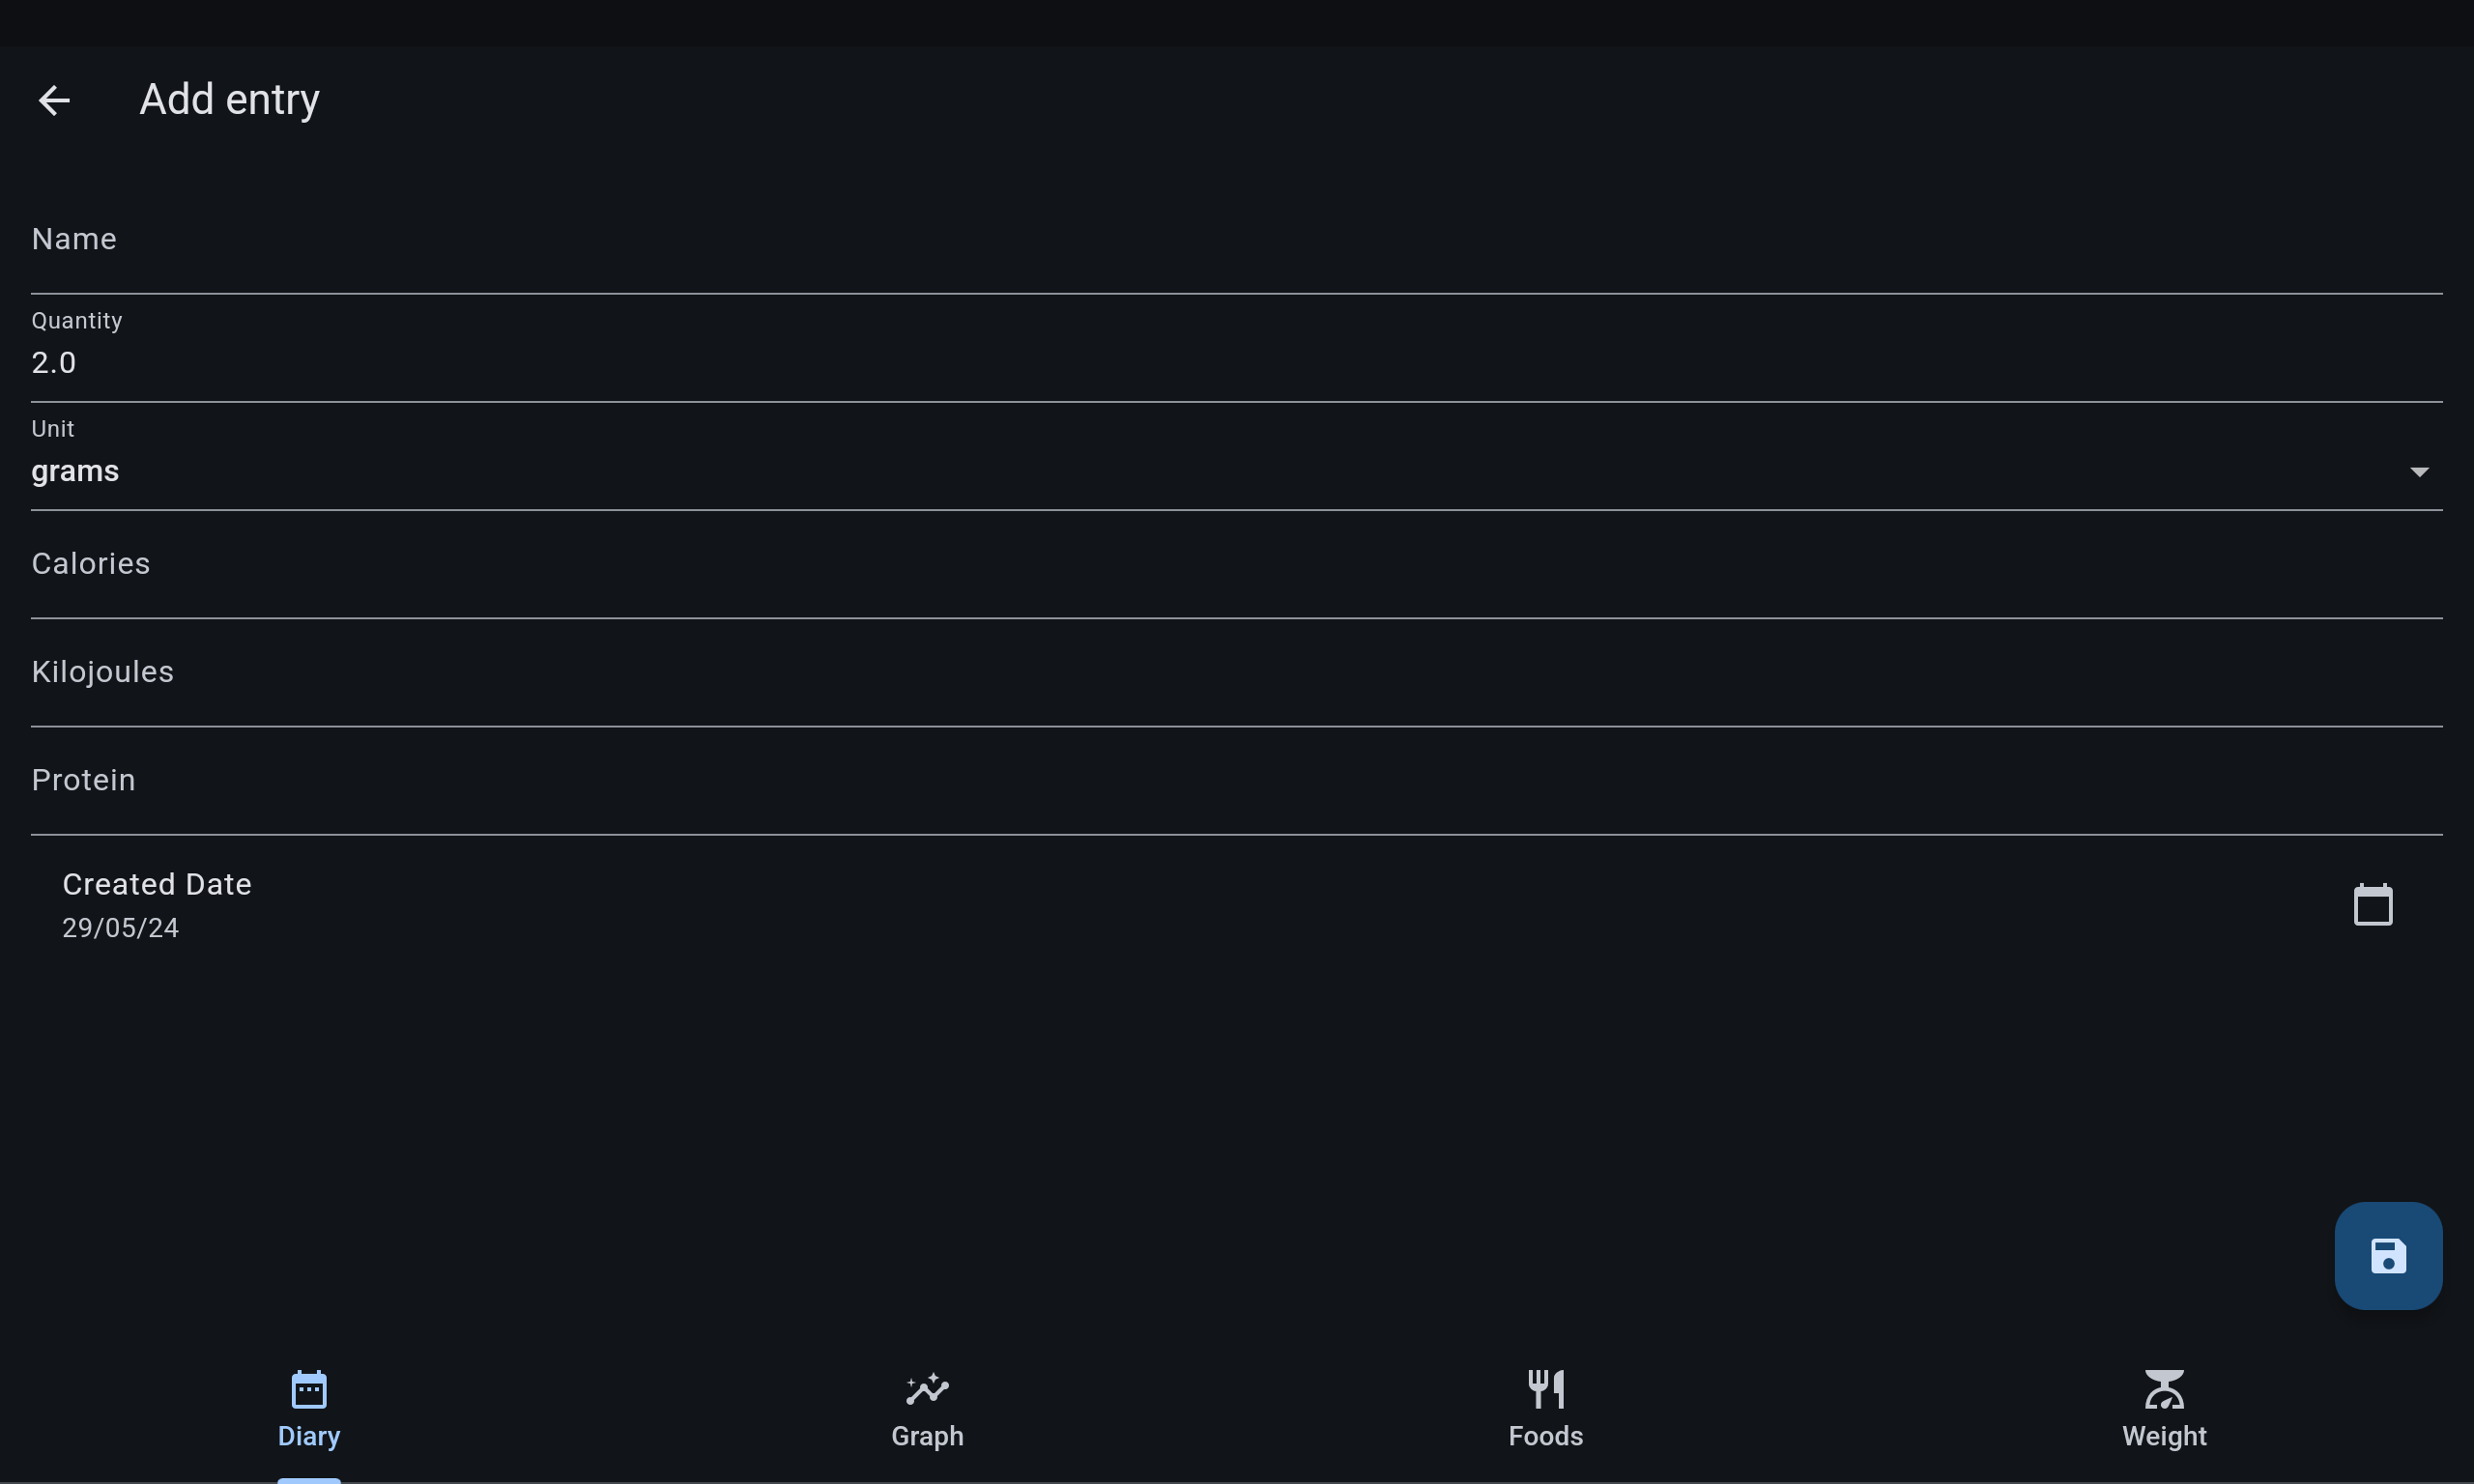 Add entry
Name
Quantity
2.0
Unit
grams
Calories
Kilojoules
Protein
Created Date
29/05/24
Diary
Graph
Foods
Weight